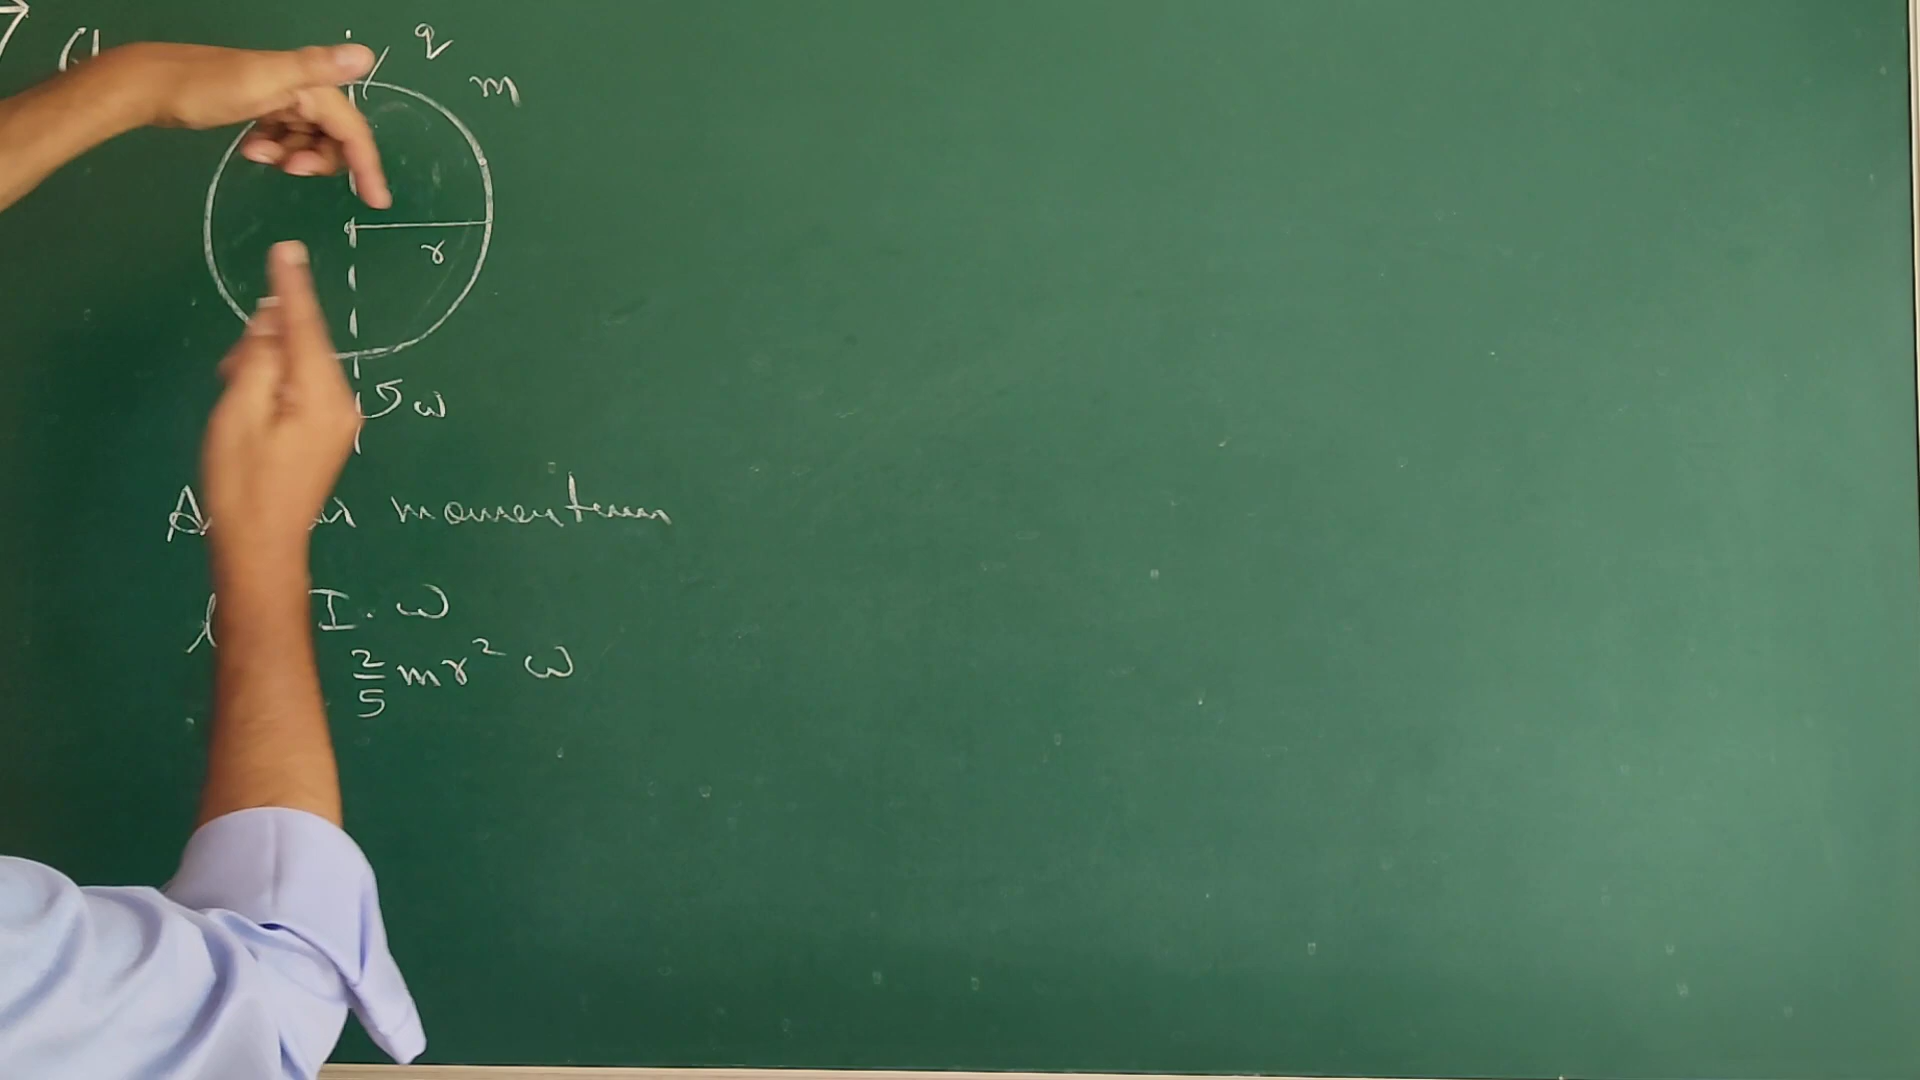 q
m
r
ω
momentum
I . ω
2/5 mr² ω